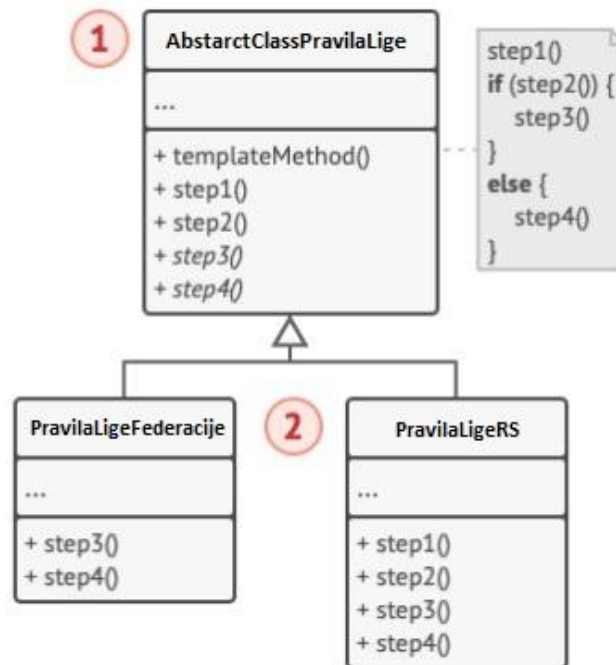 1
AbstarctClassPravilaLige
...
+ templateMethod()
+ step1()
+ step2()
+ step3()
+ step4()
step1()
if (step2()) {
step3()
}
else {
step4()
}
PravilaLigeFederacije
...
+ step3()
+ step4()
2
PravilaLigeRS
...
+ step1()
+ step2()
+ step3()
+ step4()